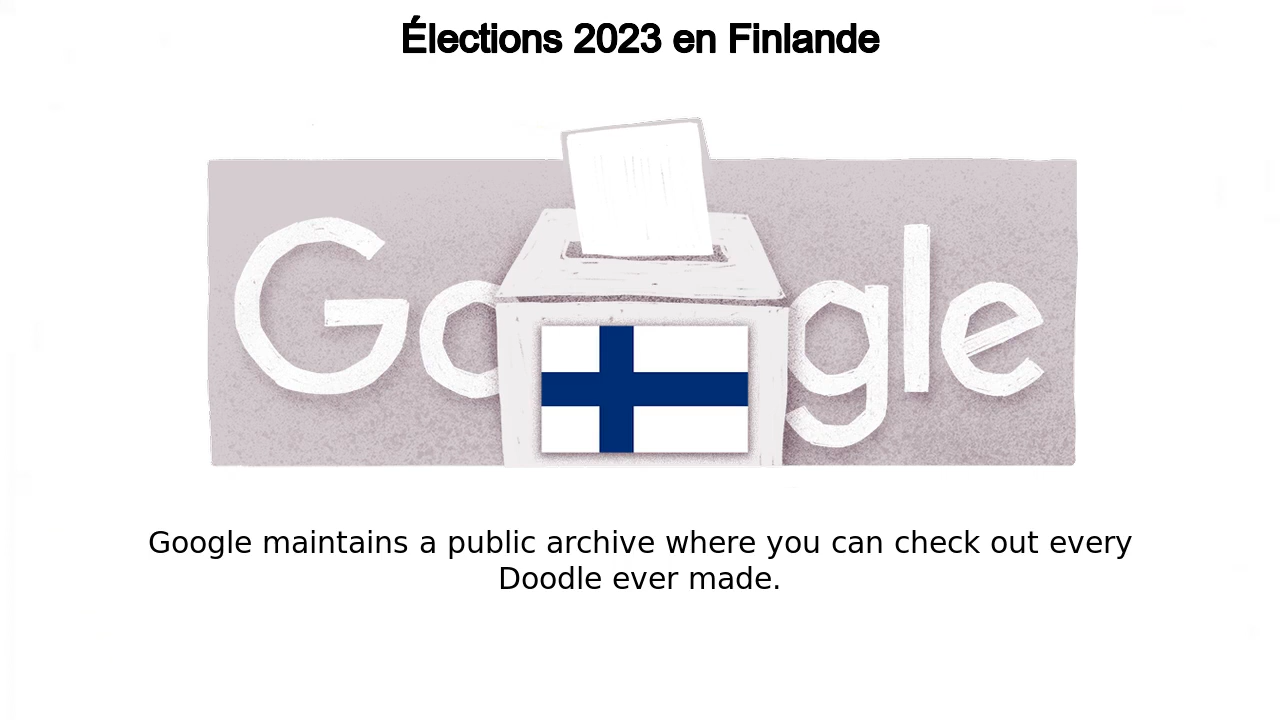 Élections 2023 en Finlande
Google
Google maintains a public archive where you can check out every
Doodle ever made.